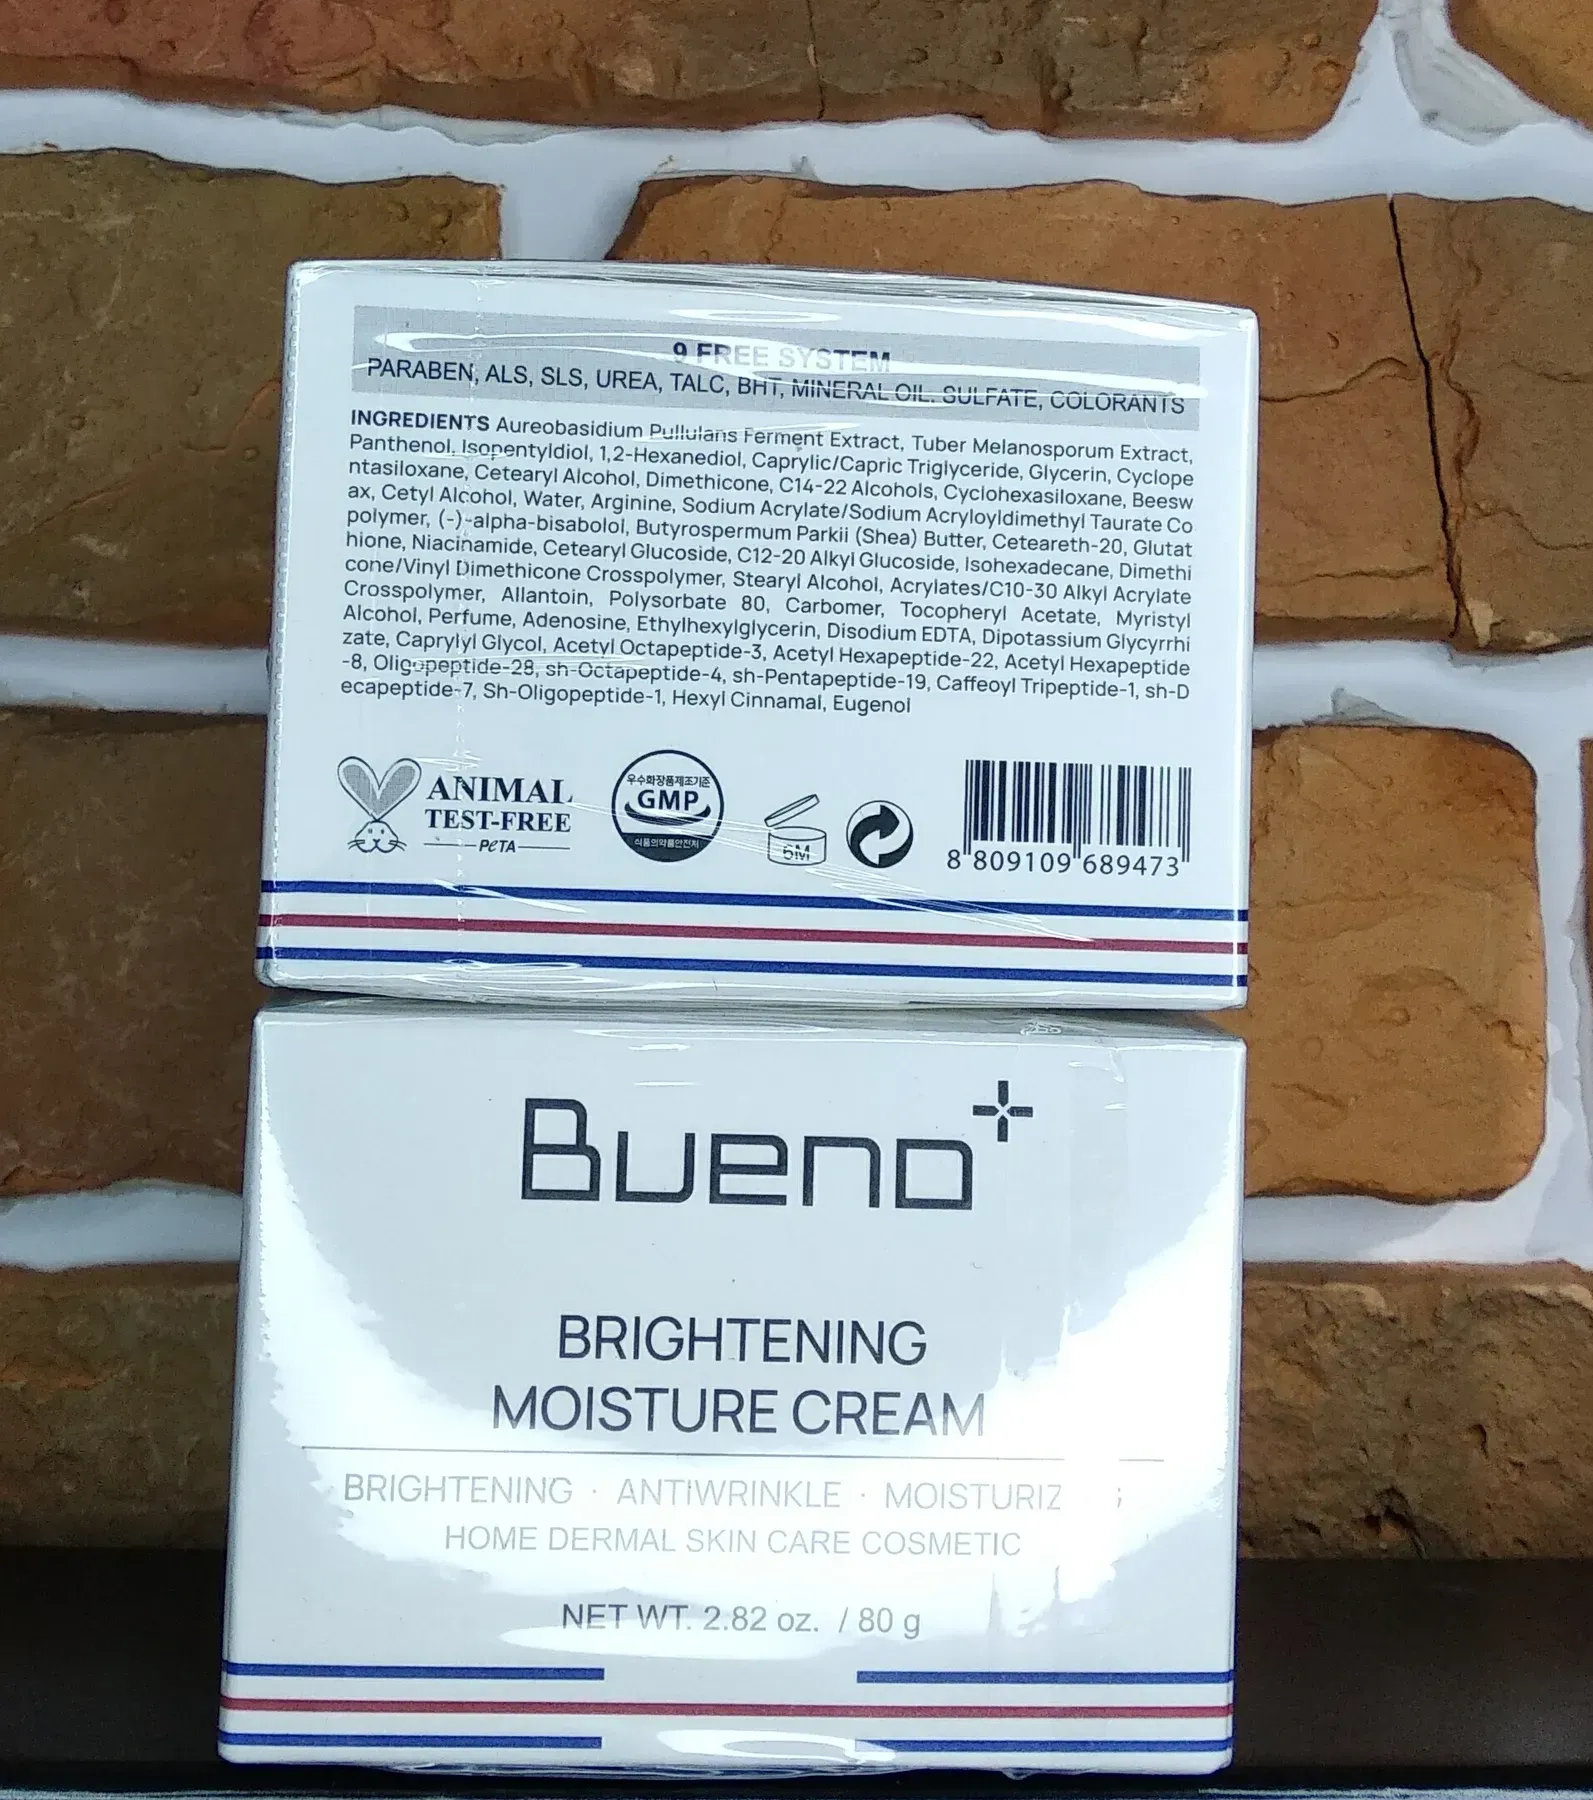 9 FREE SYSTEM
PARABEN, ALS, SLS, UREA, TALC, BHT, MINERAL OIL. SULFATE, COLORANTS
INGREDIENTS Aureobasidium Pullulans Ferment Extract, Tuber Melanosporum Extract,
Panthenol, Isopentyldiol, 1,2-Hexanediol, Caprylic/Capric Triglyceride, Glycerin, Cyclope
ntasiloxane, Cetearyl Alcohol, Dimethicone, C14-22 Alcohols, Cyclohexasiloxane, Beesw
ax, Cetyl Alcohol, Water, Arginine, Sodium Acrylate/Sodium Acryloyldimethyl Taurate Co
polymer, (-)-alpha-bisabolol, Butyrospermum Parkii (Shea) Butter, Ceteareth-20, Glutat
hione, Niacinamide, Cetearyl Glucoside, C12-20 Alkyl Glucoside, Isohexadecane, Dimethi
cone/Vinyl Dimethicone Crosspolymer, Stearyl Alcohol, Acrylates/C10-30 Alkyl Acrylate
Crosspolymer, Allantoin, Polysorbate 80, Carbomer, Tocopheryl Acetate, Myristyl
Alcohol, Perfume, Adenosine, Ethylhexylglycerin, Disodium EDTA, Dipotassium Glycyrrhi
zate, Caprylyl Glycol, Acetyl Octapeptide-3, Acetyl Hexapeptide-22, Acetyl Hexapeptide
-8, Oligopeptide-28, sh-Octapeptide-4, sh-Pentapeptide-19, Caffeoyl Tripeptide-1, sh-D
ecapeptide-7, Sh-Oligopeptide-1, Hexyl Cinnamal, Eugenol
ANIMAL
TEST-FREE
PETA
우수화장품제조기준
GMP
식품의약품안전처
6M
8 809109 689473
Bueno+
BRIGHTENING
MOISTURE CREAM
BRIGHTENING · ANTIWRINKLE ·
HOME DERMAL SKIN CARE COSMETIC
NET WT. 2.82 oz. / 80 g